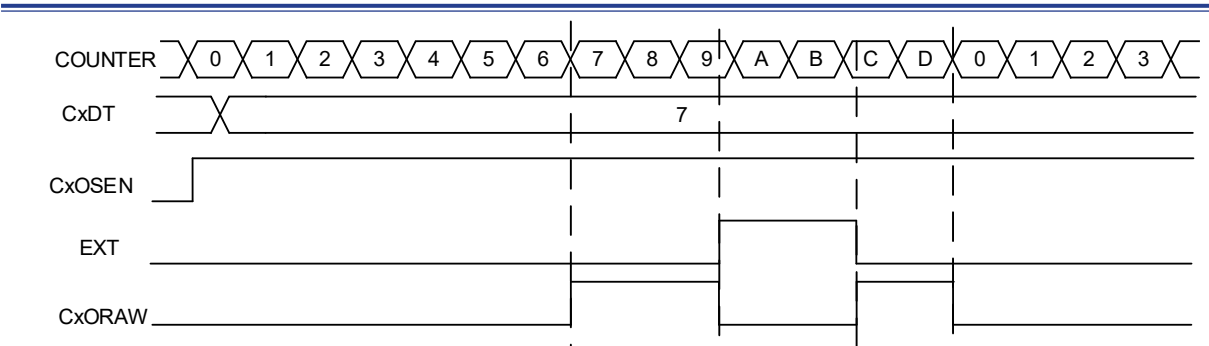 COUNTER 0 1 2 3 4 5 6 7 8 9 A B C D 0 1 2 3
CxDT 7
CxOSEN
EXT
CxORAW